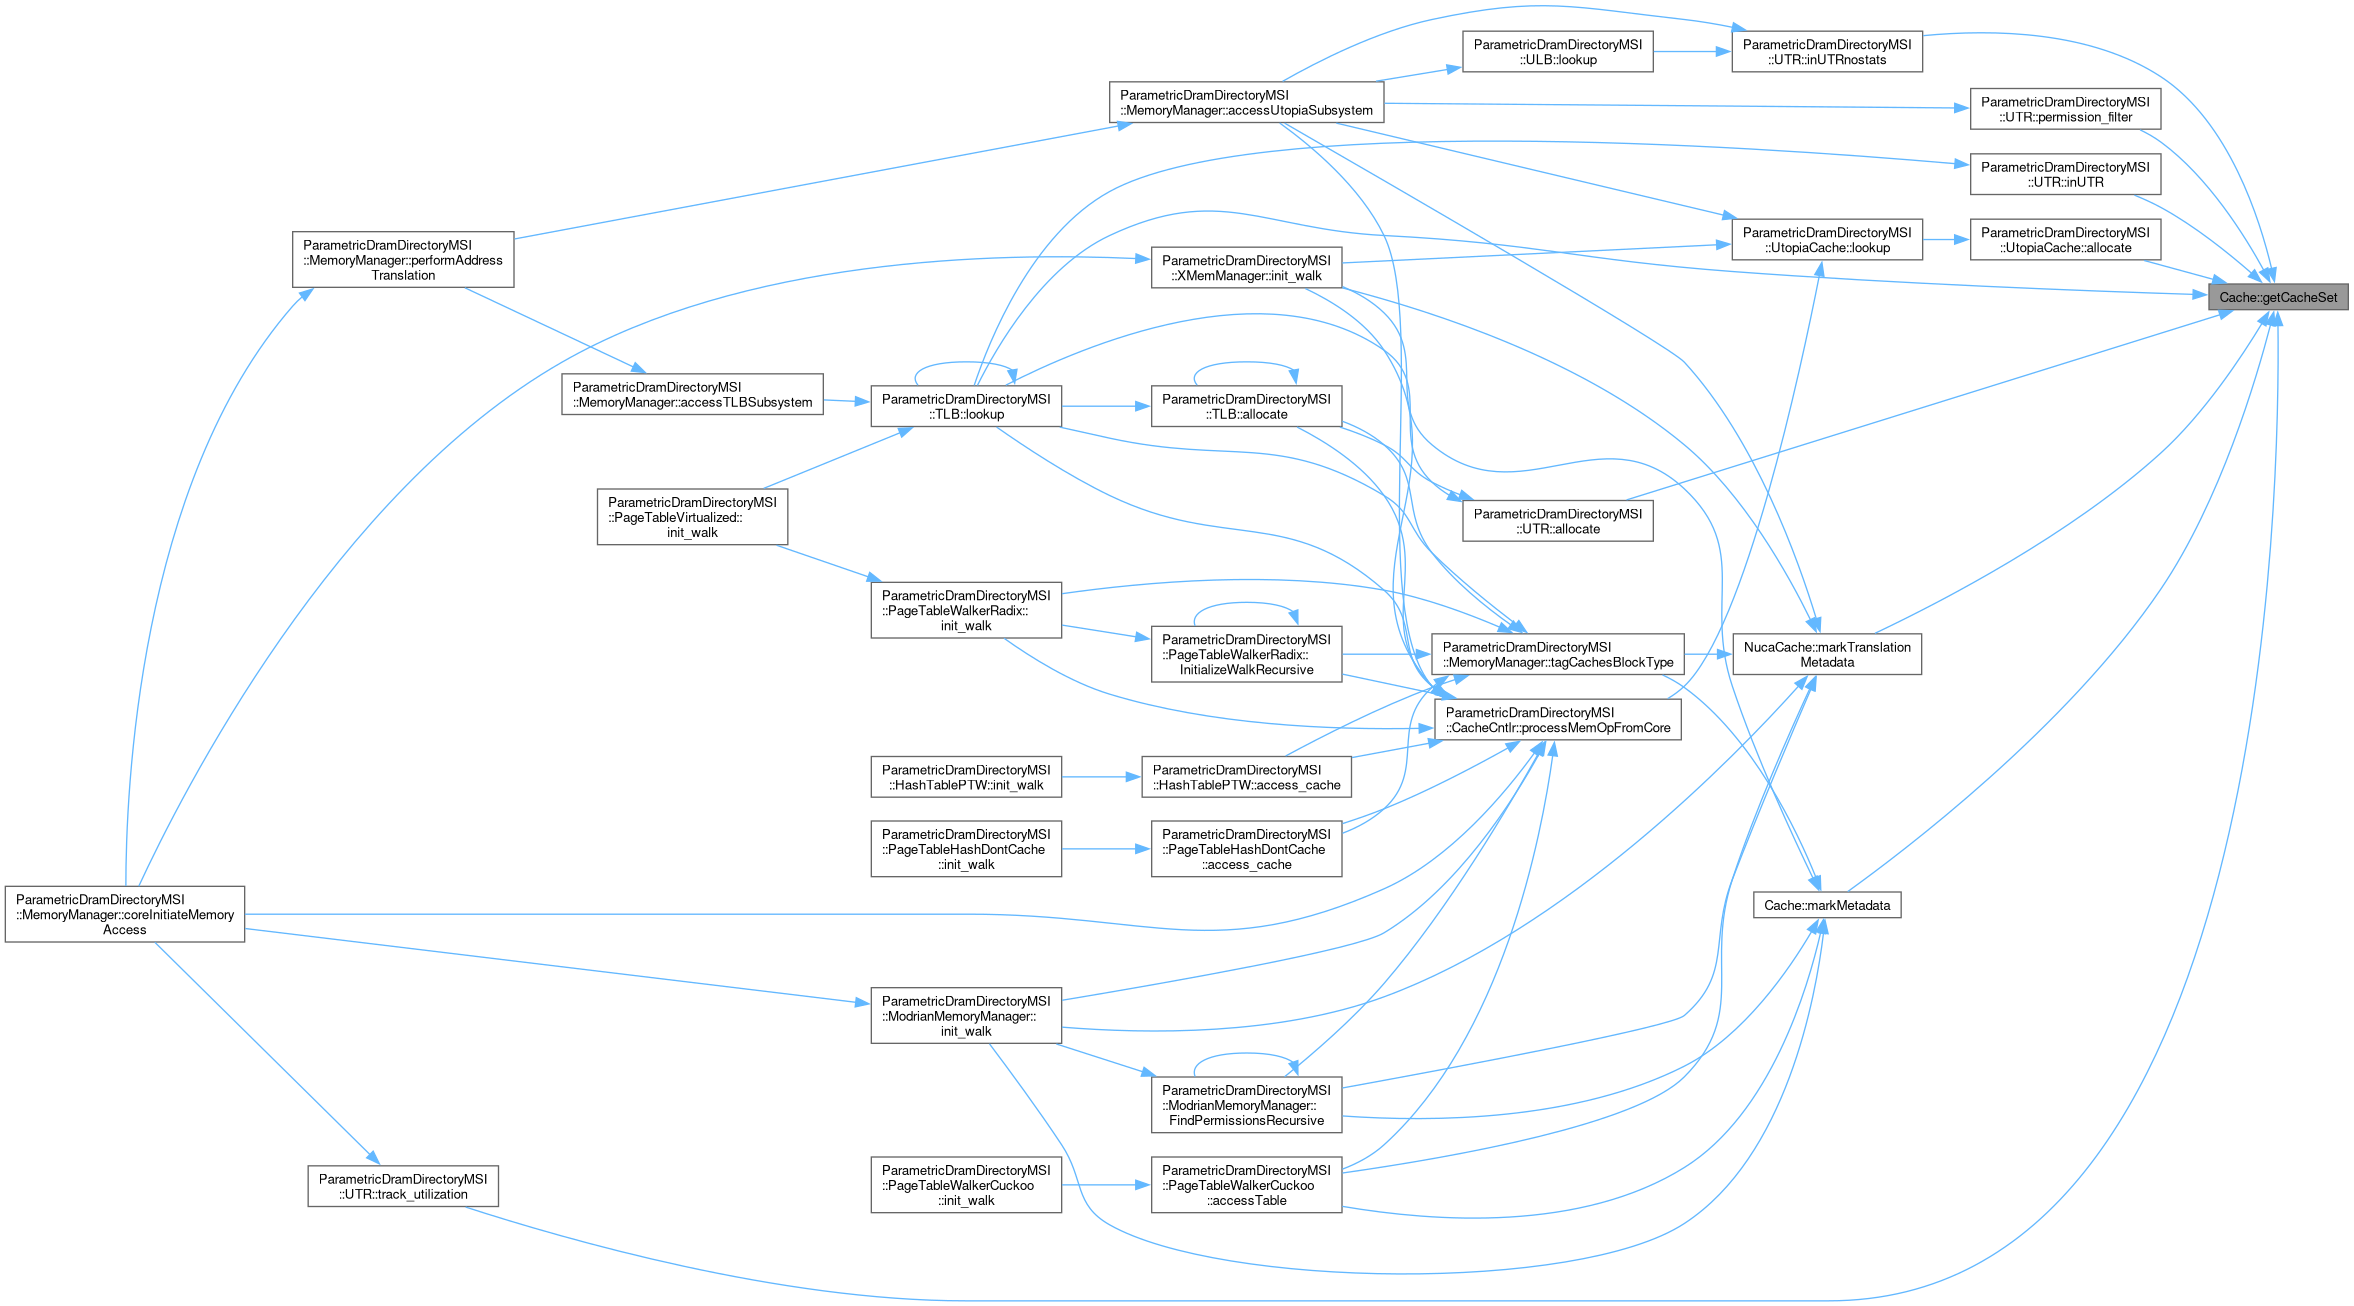 ParametricDramDirectoryMSI
::MemoryManager::coreInitiateMemory
Access
ParametricDramDirectoryMSI
::MemoryManager::performAddress
Translation
ParametricDramDirectoryMSI
::UTR::track_utilization
ParametricDramDirectoryMSI
::MemoryManager::accessTLBSubsystem
ParametricDramDirectoryMSI
::PageTableVirtualized::
init_walk
ParametricDramDirectoryMSI
::TLB::lookup
ParametricDramDirectoryMSI
::PageTableWalkerRadix::
init_walk
ParametricDramDirectoryMSI
::HashTablePTW::init_walk
ParametricDramDirectoryMSI
::PageTableHashDontCache
::init_walk
ParametricDramDirectoryMSI
::ModrianMemoryManager::
init_walk
ParametricDramDirectoryMSI
::PageTableWalkerCuckoo
::init_walk
ParametricDramDirectoryMSI
::MemoryManager::accessUtopiaSubsystem
ParametricDramDirectoryMSI
::XMemManager::init_walk
ParametricDramDirectoryMSI
::TLB::allocate
ParametricDramDirectoryMSI
::PageTableWalkerRadix::
InitializeWalkRecursive
ParametricDramDirectoryMSI
::HashTablePTW::access_cache
ParametricDramDirectoryMSI
::PageTableHashDontCache
::access_cache
ParametricDramDirectoryMSI
::ModrianMemoryManager::
FindPermissionsRecursive
ParametricDramDirectoryMSI
::PageTableWalkerCuckoo
::accessTable
ParametricDramDirectoryMSI
::ULB::lookup
ParametricDramDirectoryMSI
::UTR::allocate
ParametricDramDirectoryMSI
::MemoryManager::tagCachesBlockType
ParametricDramDirectoryMSI
::CacheCntlr::processMemOpFromCore
ParametricDramDirectoryMSI
::UTR::inUTRnostats
ParametricDramDirectoryMSI
::UtopiaCache::lookup
NucaCache::markTranslation
Metadata
Cache::markMetadata
ParametricDramDirectoryMSI
::UTR::permission_filter
ParametricDramDirectoryMSI
::UTR::inUTR
ParametricDramDirectoryMSI
::UtopiaCache::allocate
Cache::getCacheSet